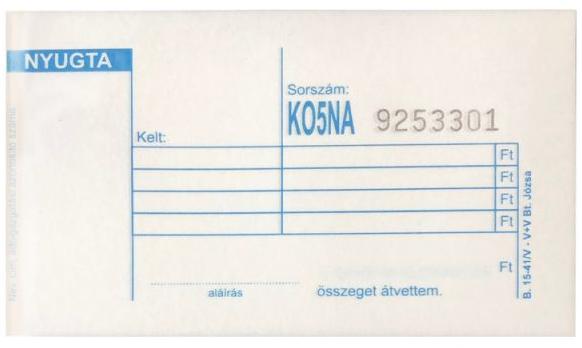 NYUGTA
Sorszám:
KO5NA 9253301
Kelt:
Ft
Ft
Ft
Ft
Ft
aláírás
összeget átvettem.
B. 15-41/V - V+V Bt. Józsa